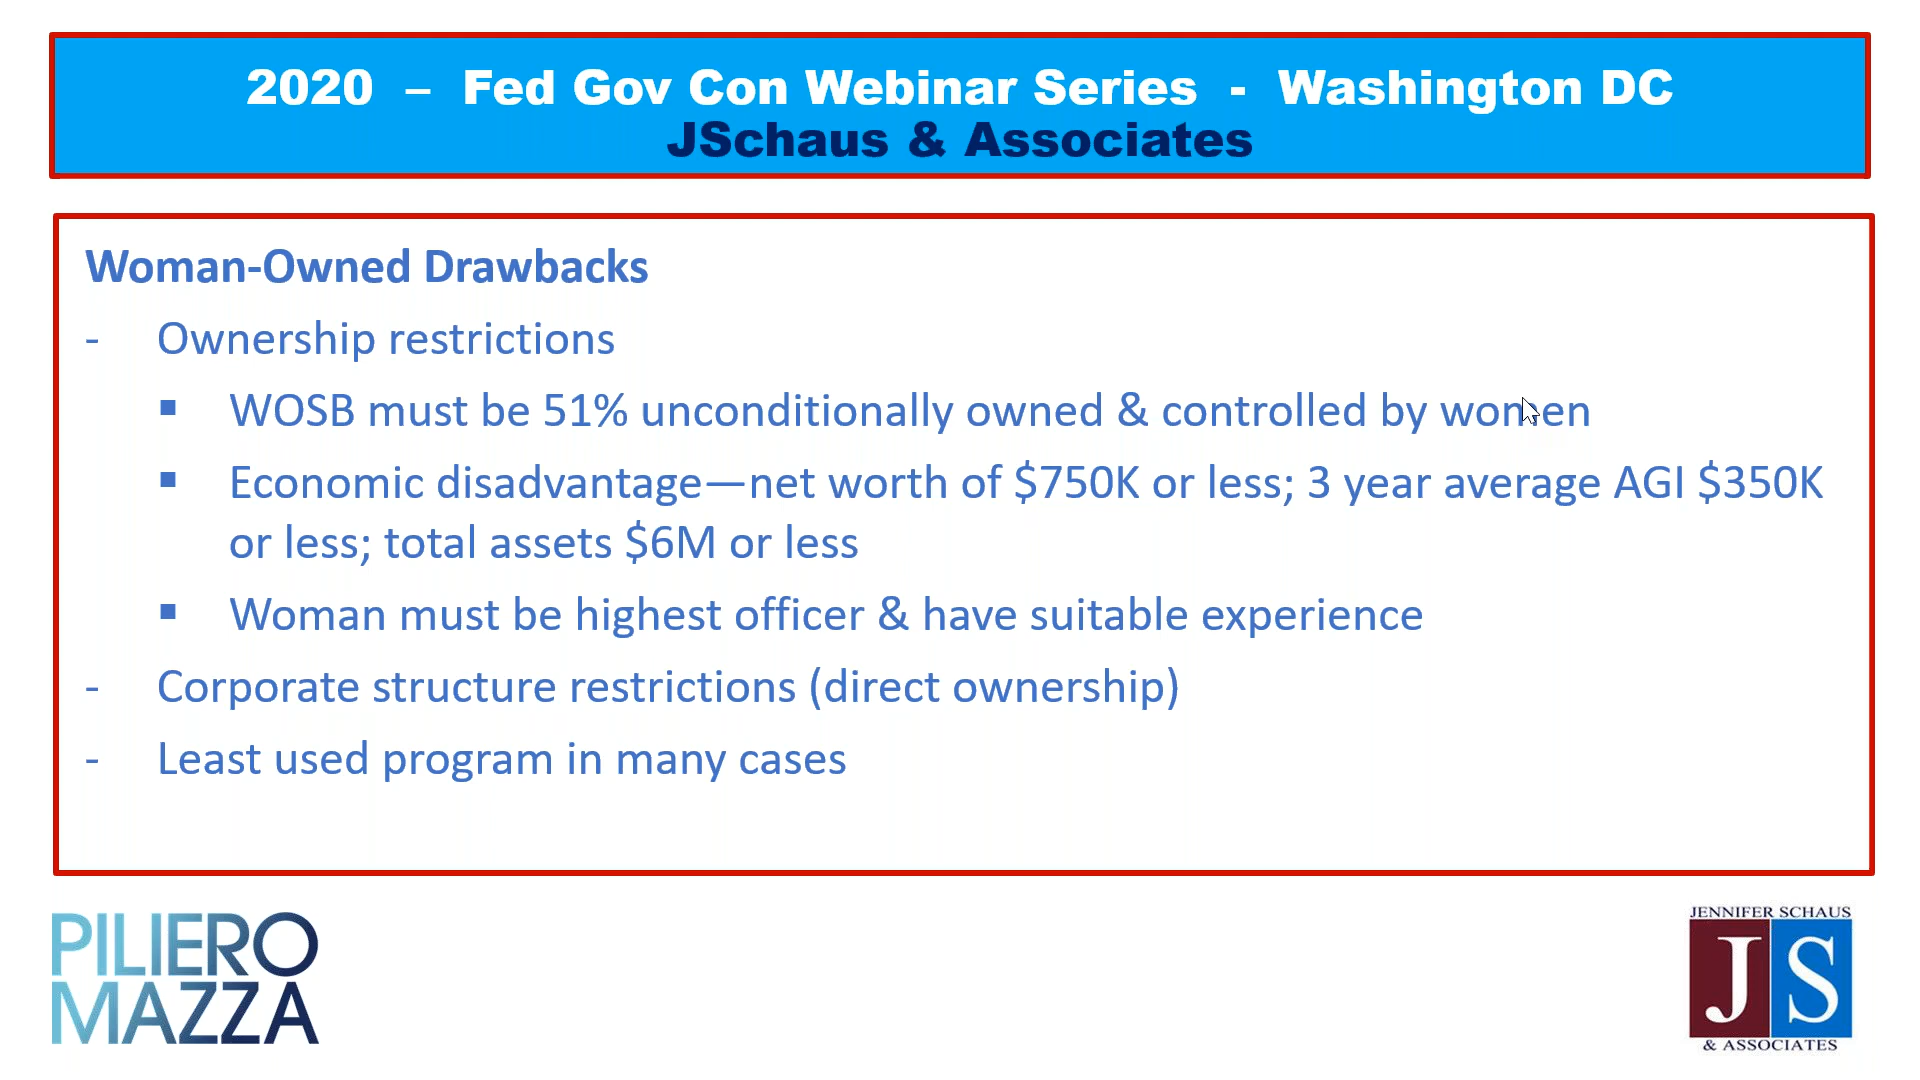 2020 – Fed Gov Con Webinar Series - Washington DC
JSchaus & Associates
Woman-Owned Drawbacks
- Ownership restrictions
▪ WOSB must be 51% unconditionally owned & controlled by women
▪ Economic disadvantage—net worth of $750K or less; 3 year average AGI $350K
or less; total assets $6M or less
▪ Woman must be highest officer & have suitable experience
- Corporate structure restrictions (direct ownership)
- Least used program in many cases
PILIERO
MAZZA
JENNIFER SCHAUS
JS
& ASSOCIATES